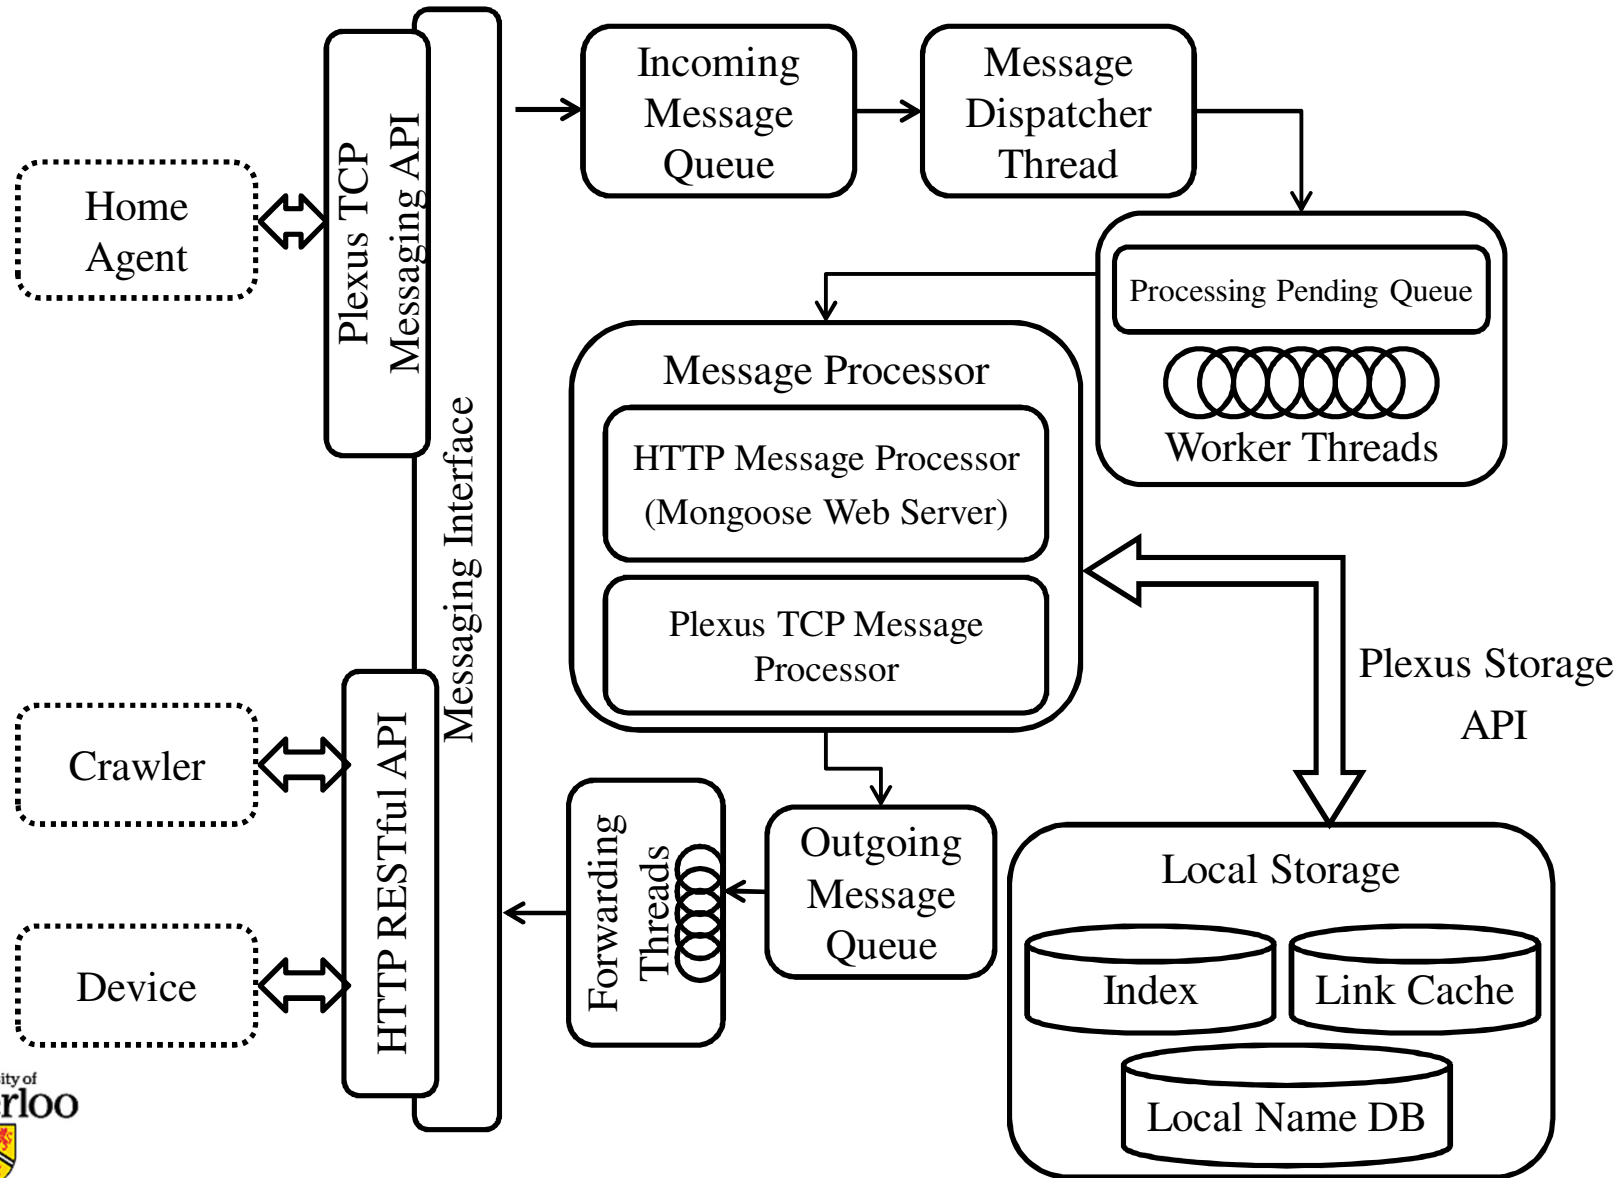 Incoming
Message
Queue
Message
Dispatcher
Thread
Home
Agent
Plexus TCP
Messaging API
Messaging Interface
Processing Pending Queue
Worker Threads
Message Processor
HTTP Message Processor
(Mongoose Web Server)
Plexus TCP Message
Processor
Plexus Storage
API
Crawler
Device
HTTP RESTful API
Forwarding
Threads
Outgoing
Message
Queue
Local Storage
Index
Link Cache
Local Name DB
sity of
rloo